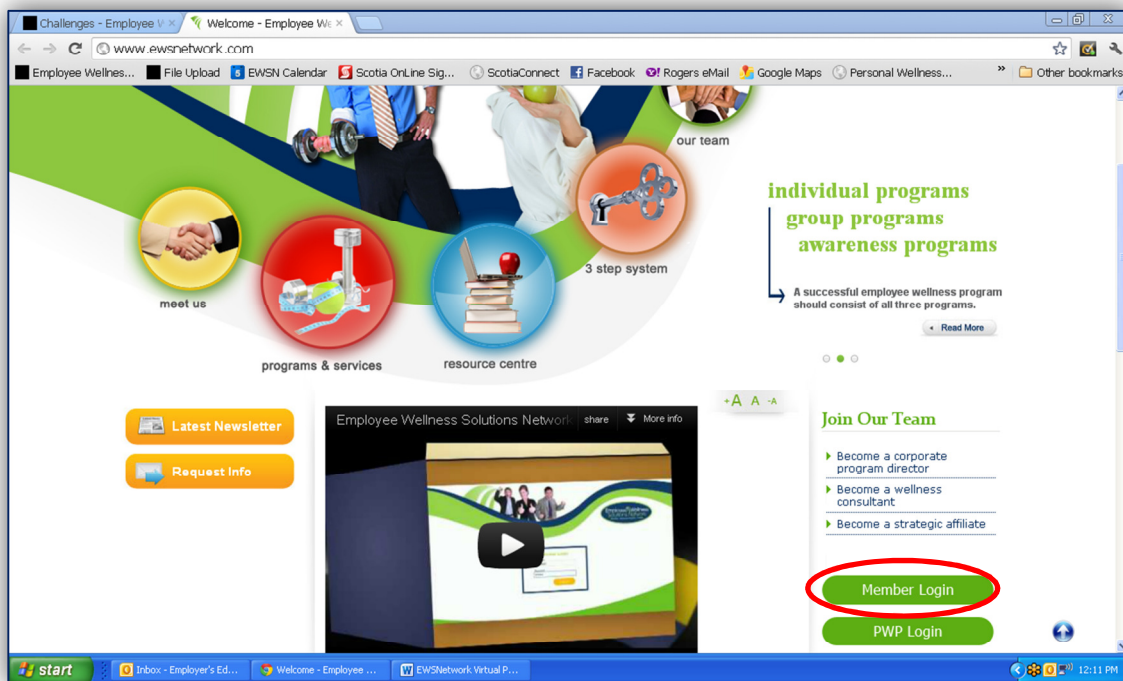 Challenges - Employee W
Welcome - Employee We
www.ewsnetwork.com
Employee Wellnes...
File Upload
EWSN Calendar
Scotia OnLine Sig...
ScotiaConnect
Facebook
Rogers eMail
Google Maps
Personal Wellness...
»
Other bookmarks
our team
individual programs
group programs
awareness programs
3 step system
A successful employee wellness program
should consist of all three programs.
meet us
Read More
programs & services
resource centre
+A A -A
Latest Newsletter
Request Info
Employee Wellness Solutions Network
share
More info
Join Our Team
Become a corporate
program director
Become a wellness
consultant
Become a strategic affiliate
Member Login
PWP Login
start
Inbox - Employer's Ed...
Welcome - Employee ...
EWSNetwork Virtual P...
12:11 PM